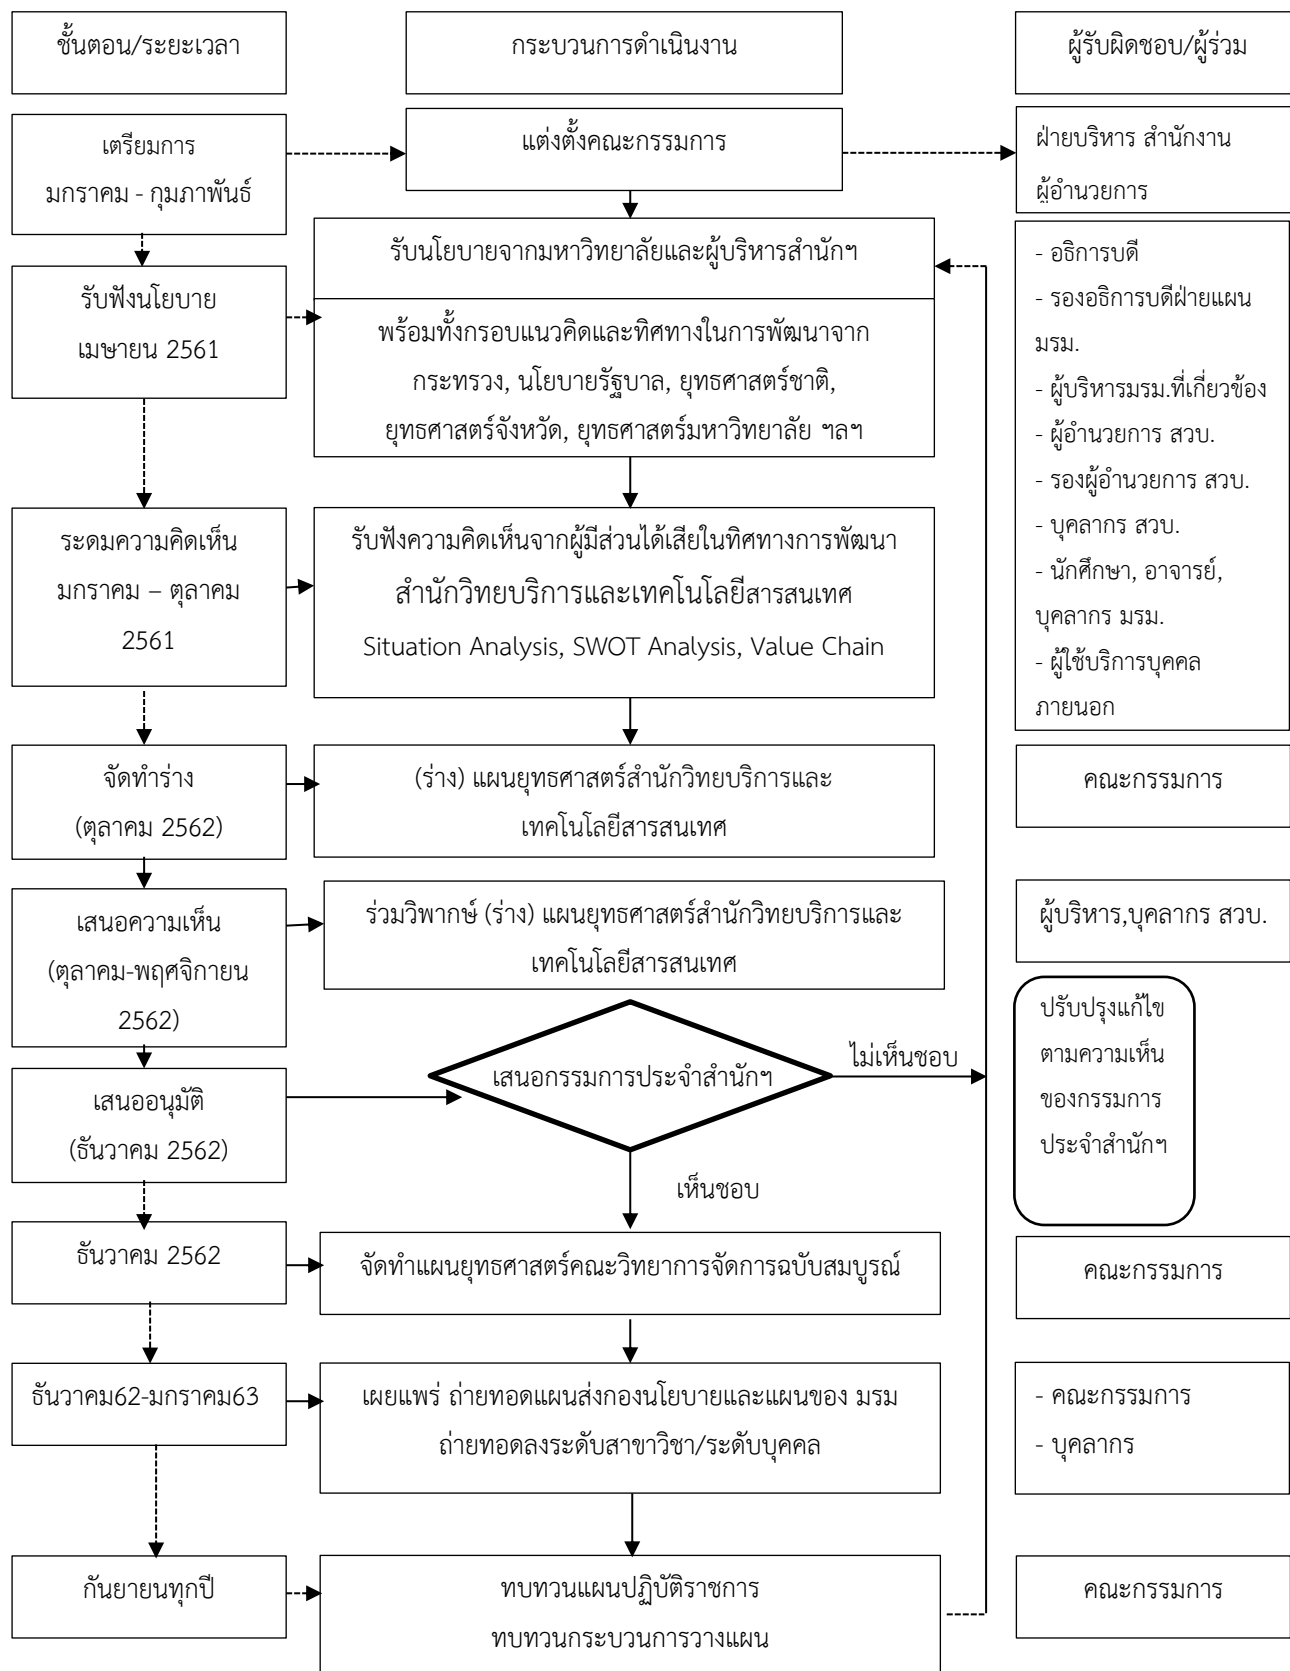 ขั้นตอน/ระยะเวลา
กระบวนการดำเนินงาน
ผู้รับผิดชอบ/ผู้ร่วม
เตรียมการ
มกราคม - กุมภาพันธ์
แต่งตั้งคณะกรรมการ
ฝ่ายบริหาร สำนักงาน
ผู้อำนวยการ
รับฟังนโยบาย
เมษายน 2561
รับนโยบายจากมหาวิทยาลัยและผู้บริหารสำนักฯ
พร้อมทั้งกรอบแนวคิดและทิศทางในการพัฒนาจาก
กระทรวง, นโยบายรัฐบาล, ยุทธศาสตร์ชาติ,
ยุทธศาสตร์จังหวัด, ยุทธศาสตร์มหาวิทยาลัย ฯลฯ
- อธิการบดี
- รองอธิการบดีฝ่ายแผน
มรม.
- ผู้บริหารมรม.ที่เกี่ยวข้อง
- ผู้อำนวยการ สวบ.
- รองผู้อำนวยการ สวบ.
- บุคลากร สวบ.
- นักศึกษา, อาจารย์,
บุคลากร มรม.
- ผู้ใช้บริการบุคคล
ภายนอก
ระดมความคิดเห็น
มกราคม – ตุลาคม
2561
รับฟังความคิดเห็นจากผู้มีส่วนได้เสียในทิศทางการพัฒนา
สำนักวิทยบริการและเทคโนโลยีสารสนเทศ
Situation Analysis, SWOT Analysis, Value Chain
จัดทำร่าง
(ตุลาคม 2562)
(ร่าง) แผนยุทธศาสตร์สำนักวิทยบริการและ
เทคโนโลยีสารสนเทศ
คณะกรรมการ
เสนอความเห็น
(ตุลาคม-พฤศจิกายน
2562)
ร่วมวิพากษ์ (ร่าง) แผนยุทธศาสตร์สำนักวิทยบริการและ
เทคโนโลยีสารสนเทศ
ผู้บริหาร,บุคลากร สวบ.
เสนออนุมัติ
(ธันวาคม 2562)
เสนอกรรมการประจำสำนักฯ
ไม่เห็นชอบ
เห็นชอบ
ปรับปรุงแก้ไข
ตามความเห็น
ของกรรมการ
ประจำสำนักฯ
ธันวาคม 2562
จัดทำแผนยุทธศาสตร์คณะวิทยาการจัดการฉบับสมบูรณ์
คณะกรรมการ
ธันวาคม62-มกราคม63
เผยแพร่ ถ่ายทอดแผนส่งกองนโยบายและแผนของ มรม
ถ่ายทอดลงระดับสาขาวิชา/ระดับบุคคล
- คณะกรรมการ
- บุคลากร
กันยายนทุกปี
ทบทวนแผนปฏิบัติราชการ
ทบทวนกระบวนการวางแผน
คณะกรรมการ